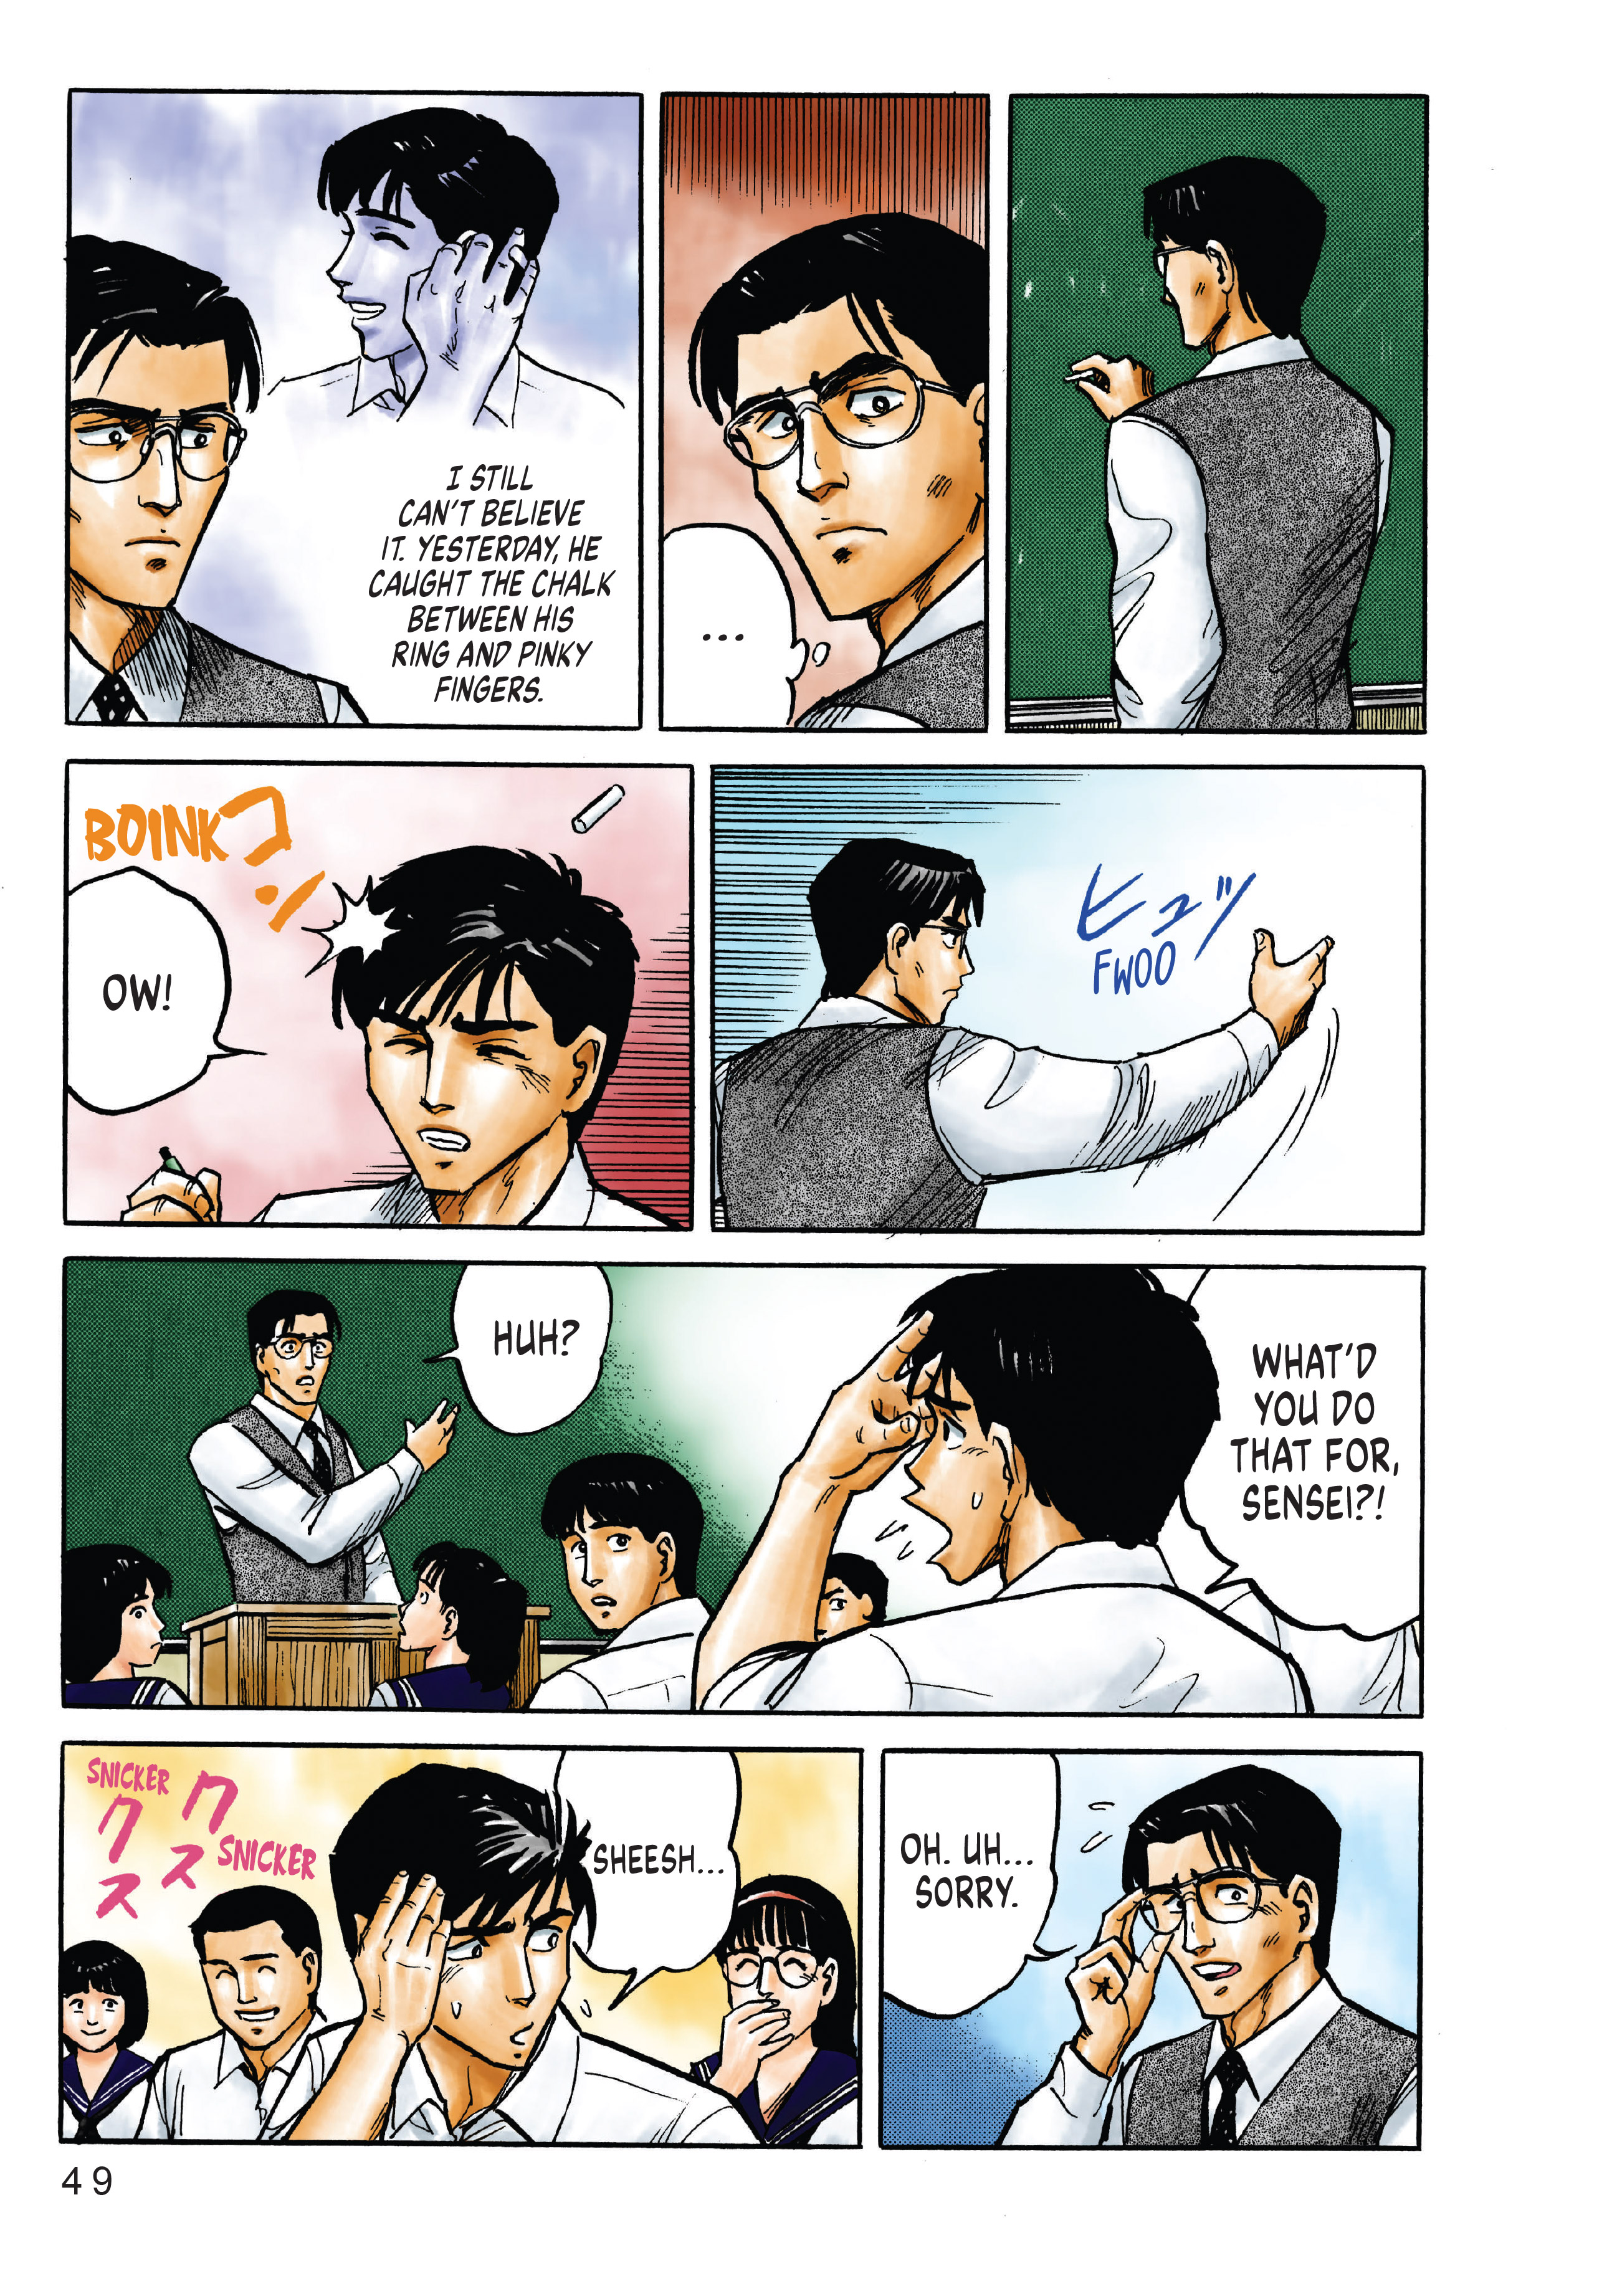 ...
I STILL
CAN'T BELIEVE
IT. YESTERDAY, HE
CAUGHT THE CHALK
BETWEEN HIS
RING AND PINKY
FINGERS.
ヒュッ
FWOO
BOINK
コン
OW!
WHAT'D
YOU DO
THAT FOR,
SENSEI?!
HUH?
OH. UH...
SORRY.
SHEESH...
クス
SNICKER
クス
SNICKER
49